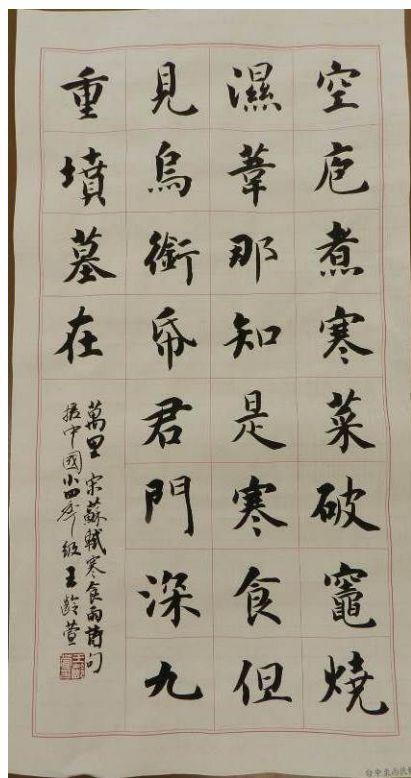 空庖煮寒菜破竈燒
濕葦那知是寒食但
見烏銜帋君門深九
重墳墓在
萬里 宋蘇軾寒食雨詩句
振中國小四年級 王齡萱